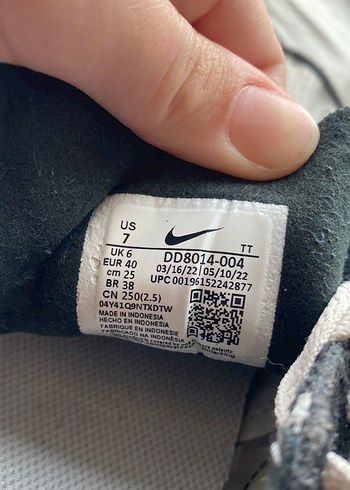 US
7
TT
UK 6
EUR 40
cm 25
BR 38
CN 250(2.5)
DD8014-004
03/16/22 | 05/10/22
UPC 00196152242877
04Y41Q9NTXDTW
MADE IN INDONESIA
HECHO EN INDONESIA
FABRIQUE EN INDONESIE
FABRICADO NA INDONESIA